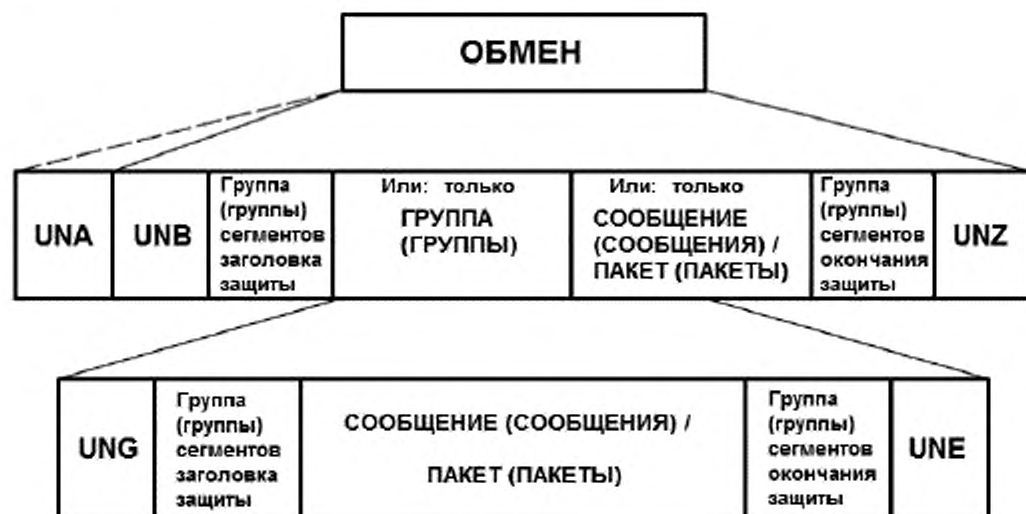 ОБМЕН
UNA
UNB
Группа
(группы)
сегментов
заголовка
защиты
Или: только
ГРУППА
(ГРУППЫ)
Или: только
СООБЩЕНИЕ
(СООБЩЕНИЯ) /
ПАКЕТ (ПАКЕТЫ)
Группа
(группы)
сегментов
окончания
защиты
UNZ
UNG
Группа
(группы)
сегментов
заголовка
защиты
СООБЩЕНИЕ (СООБЩЕНИЯ) /
ПАКЕТ (ПАКЕТЫ)
Группа
(группы)
сегментов
окончания
защиты
UNE